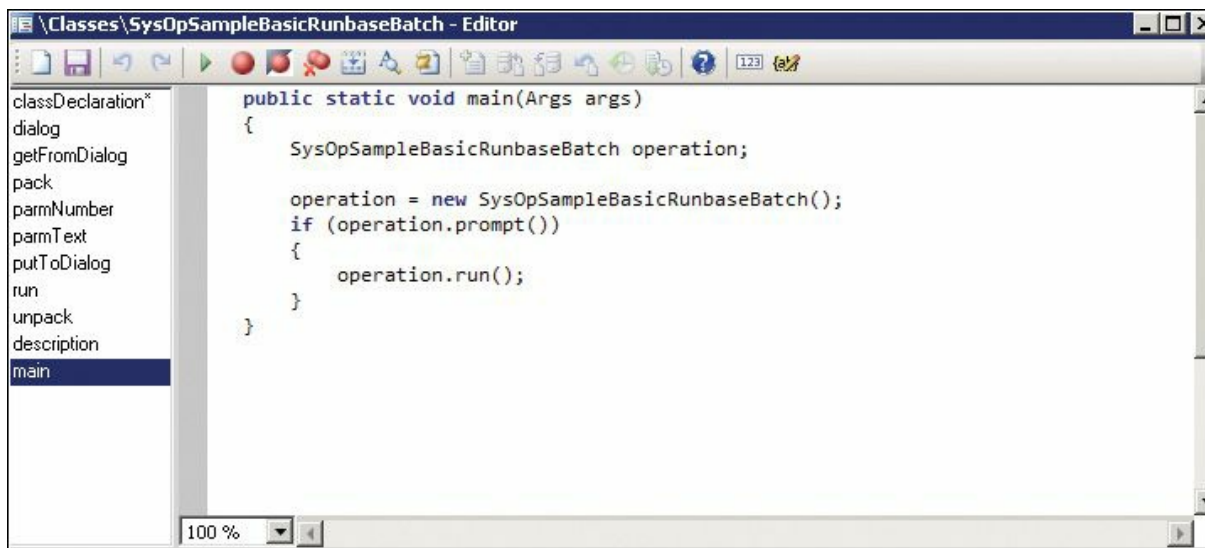 \Classes\SysOpSampleBasicRunbaseBatch - Editor
123
classDeclaration*
dialog
getFromDialog
pack
parmNumber
parmText
putToDialog
run
unpack
description
main
public static void main(Args args)
{
SysOpSampleBasicRunbaseBatch operation;
operation = new SysOpSampleBasicRunbaseBatch();
if (operation.prompt())
{
operation.run();
}
}
100 %